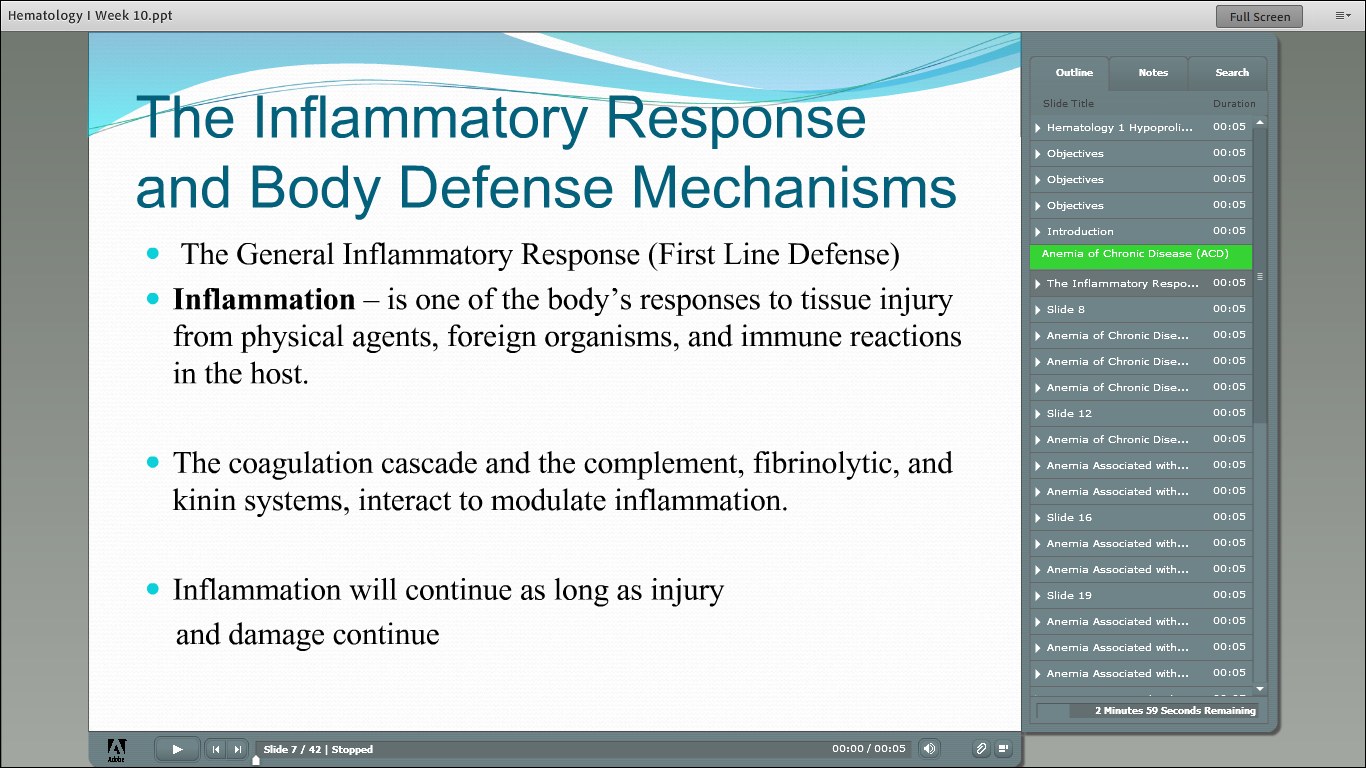 Hematology I Week 10.ppt
Full Screen
The Inflammatory Response
and Body Defense Mechanisms
The General Inflammatory Response (First Line Defense)
Inflammation – is one of the body's responses to tissue injury
from physical agents, foreign organisms, and immune reactions
in the host.
The coagulation cascade and the complement, fibrinolytic, and
kinin systems, interact to modulate inflammation.
Inflammation will continue as long as injury
and damage continue
Outline Notes Search
Slide Title Duration
Hematology 1 Hypoproli... 00:05
Objectives 00:05
Objectives 00:05
Objectives 00:05
Introduction 00:05
Anemia of Chronic Disease (ACD)
The Inflammatory Respo... 00:05
Slide 8 00:05
Anemia of Chronic Dise... 00:05
Anemia of Chronic Dise... 00:05
Anemia of Chronic Dise... 00:05
Slide 12 00:05
Anemia of Chronic Dise... 00:05
Anemia Associated with... 00:05
Anemia Associated with... 00:05
Slide 16 00:05
Anemia Associated with... 00:05
Anemia Associated with... 00:05
Slide 19 00:05
Anemia Associated with... 00:05
Anemia Associated with... 00:05
Anemia Associated with... 00:05
2 Minutes 59 Seconds Remaining
Adobe
Slide 7 / 42 | Stopped
00:00 / 00:05